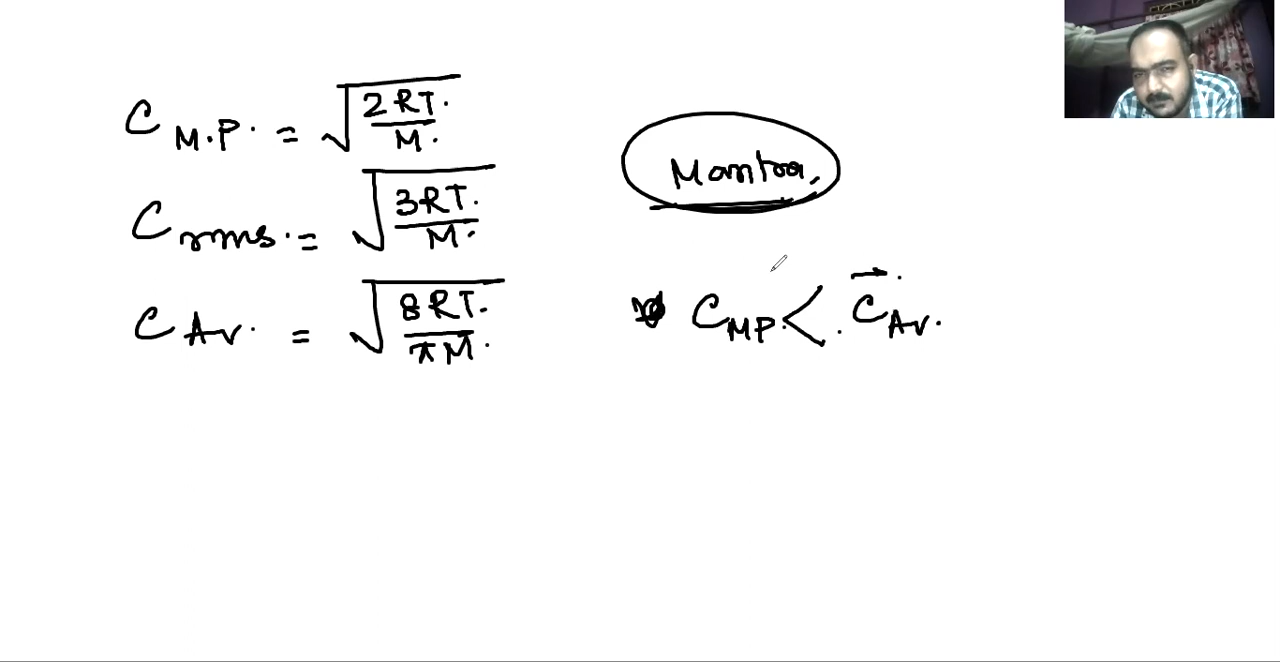 C M.P. = √2RT. / M.
C rms. = √3RT. / M.
C Av. = √8RT. / πM.
Mantra,
C MP. < . C Av.